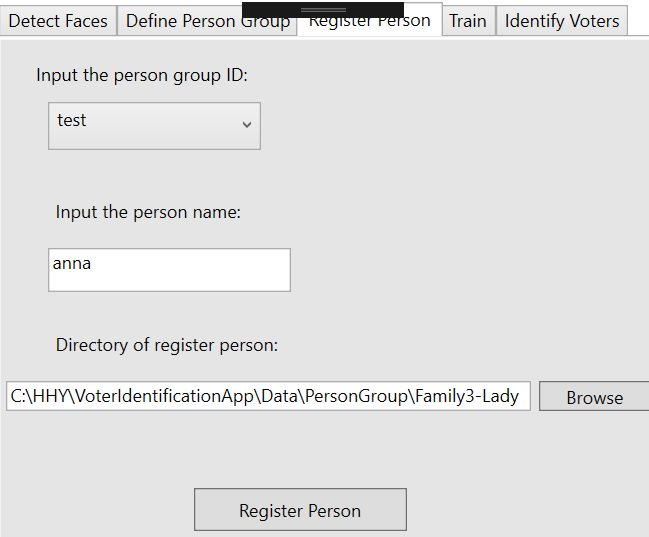 Detect Faces Define Person Group Register Person Train Identify Voters
Input the person group ID:
test
Input the person name:
anna
Directory of register person:
C:\HHY\VoterIdentificationApp\Data\PersonGroup\Family3-Lady Browse
Register Person